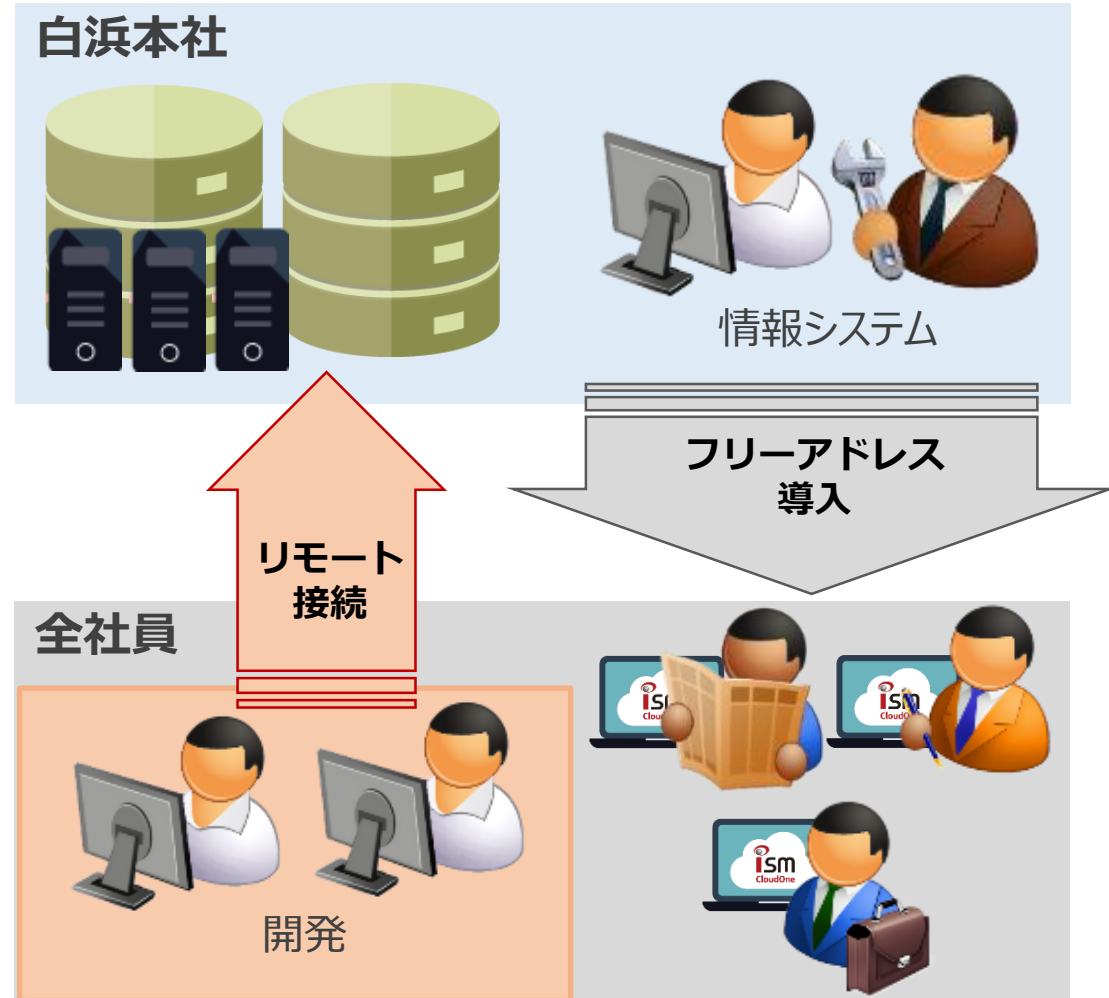 白浜本社
情報システム
フリーアドレス
導入
リモート
接続
全社員
ism
CloudOne
ism
CloudOne
ism
CloudOne
開発